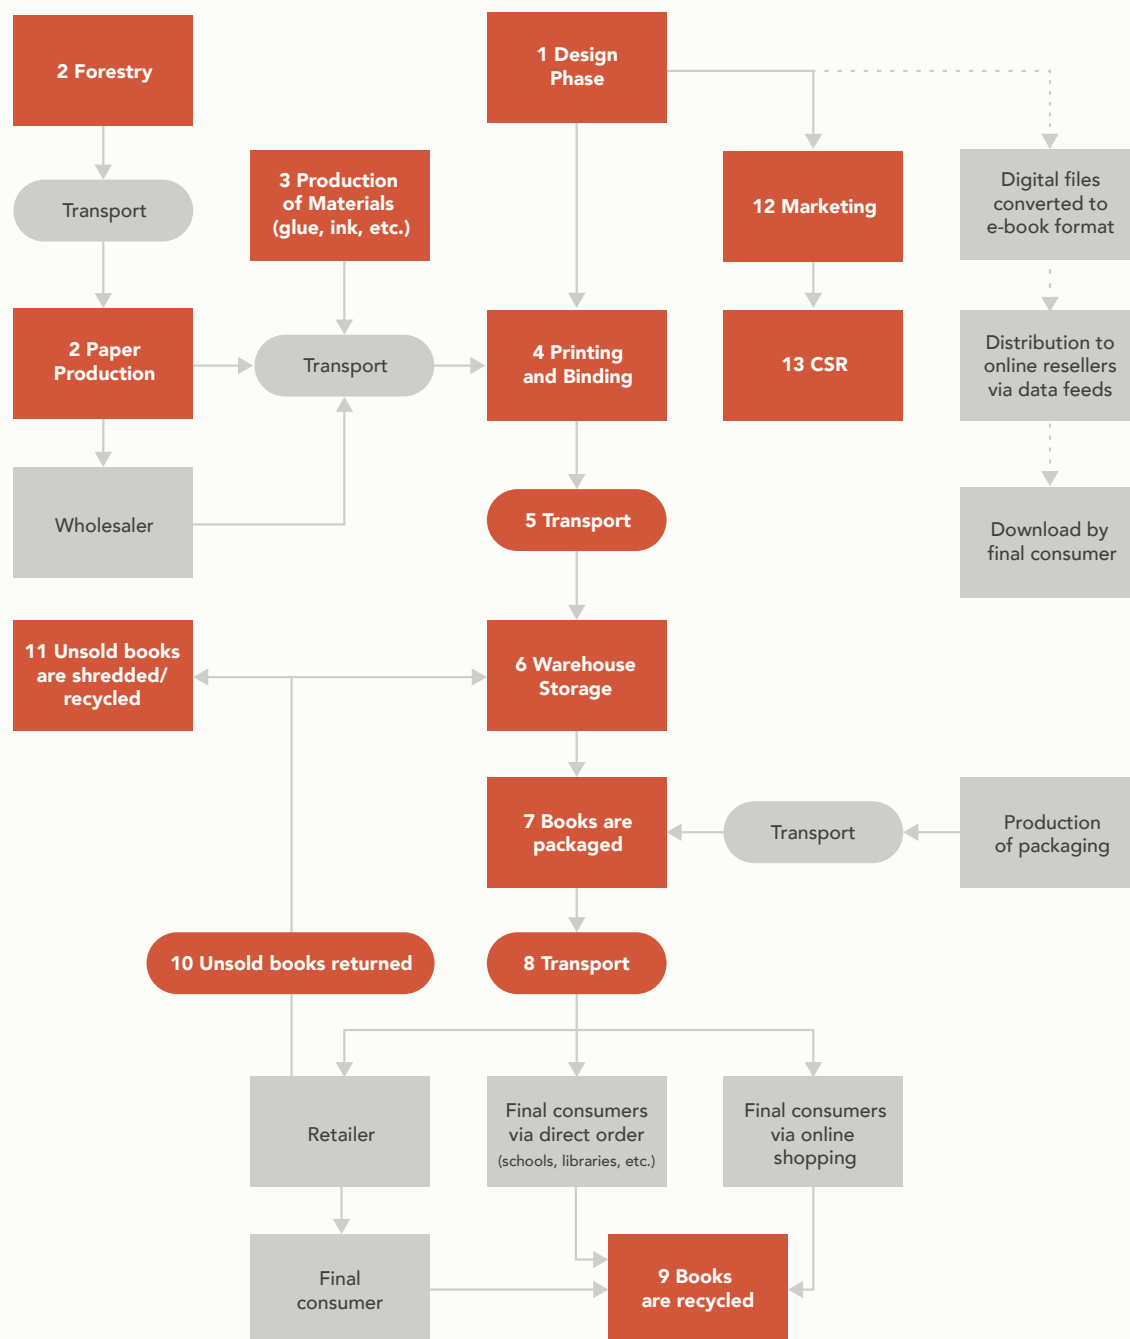 2 Forestry
1 Design
Phase
Transport
3 Production
of Materials
(glue, ink, etc.)
12 Marketing
Digital files
converted to
e-book format
2 Paper
Production
Transport
4 Printing
and Binding
13 CSR
Distribution to
online resellers
via data feeds
Wholesaler
5 Transport
Download by
final consumer
11 Unsold books
are shredded/
recycled
6 Warehouse
Storage
7 Books are
packaged
Transport
Production
of packaging
10 Unsold books returned
8 Transport
Retailer
Final consumers
via direct order
(schools, libraries, etc.)
Final consumers
via online
shopping
Final
consumer
9 Books
are recycled